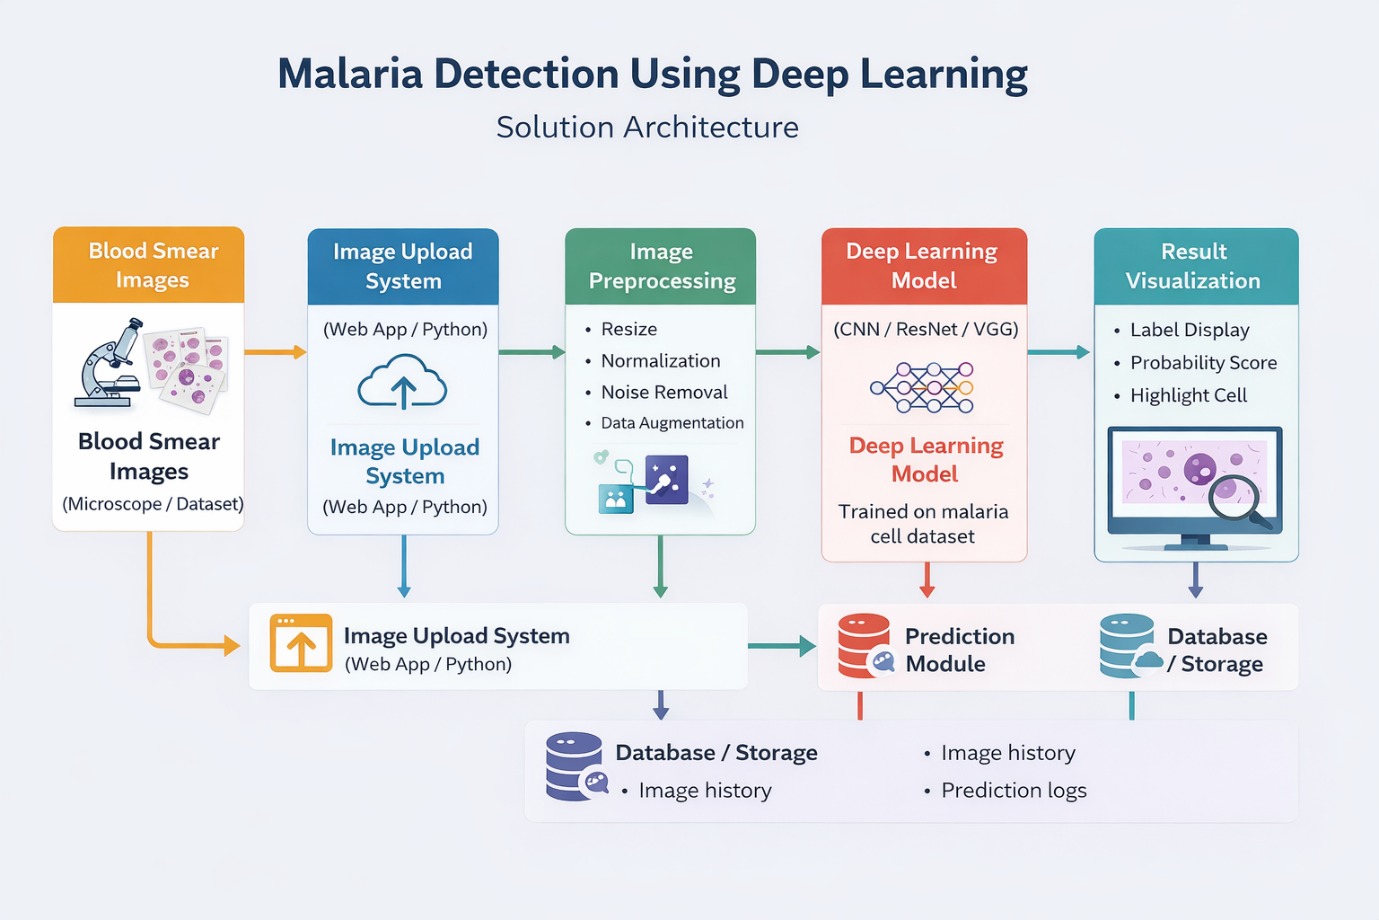 Malaria Detection Using Deep Learning
Solution Architecture
Blood Smear
Images
Blood Smear
Images
(Microscope / Dataset)
Image Upload
System
(Web App / Python)
Image Upload
System
(Web App / Python)
Image
Preprocessing
• Resize
• Normalization
• Noise Removal
• Data Augmentation
Deep Learning
Model
(CNN / ResNet / VGG)
Deep Learning
Model
Trained on malaria
cell dataset
Result
Visualization
• Label Display
• Probability Score
• Highlight Cell
Image Upload System
(Web App / Python)
Prediction
Module
Database
/ Storage
Database / Storage
• Image history
• Image history
• Prediction logs